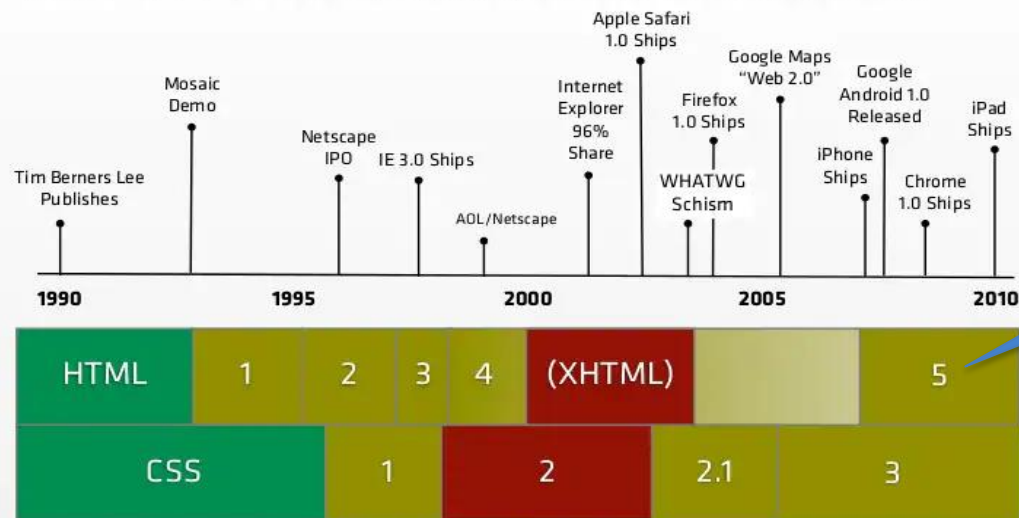 Tim Berners Lee
Publishes
Mosaic
Demo
Netscape
IPO
IE 3.0 Ships
AOL/Netscape
Internet
Explorer
96%
Share
Apple Safari
1.0 Ships
WHATWG
Schism
Firefox
1.0 Ships
Google Maps
“Web 2.0”
iPhone
Ships
Google
Android 1.0
Released
Chrome
1.0 Ships
iPad
Ships
1990 1995 2000 2005 2010
HTML 1 2 3 4 (XHTML) 5
CSS 1 2 2.1 3